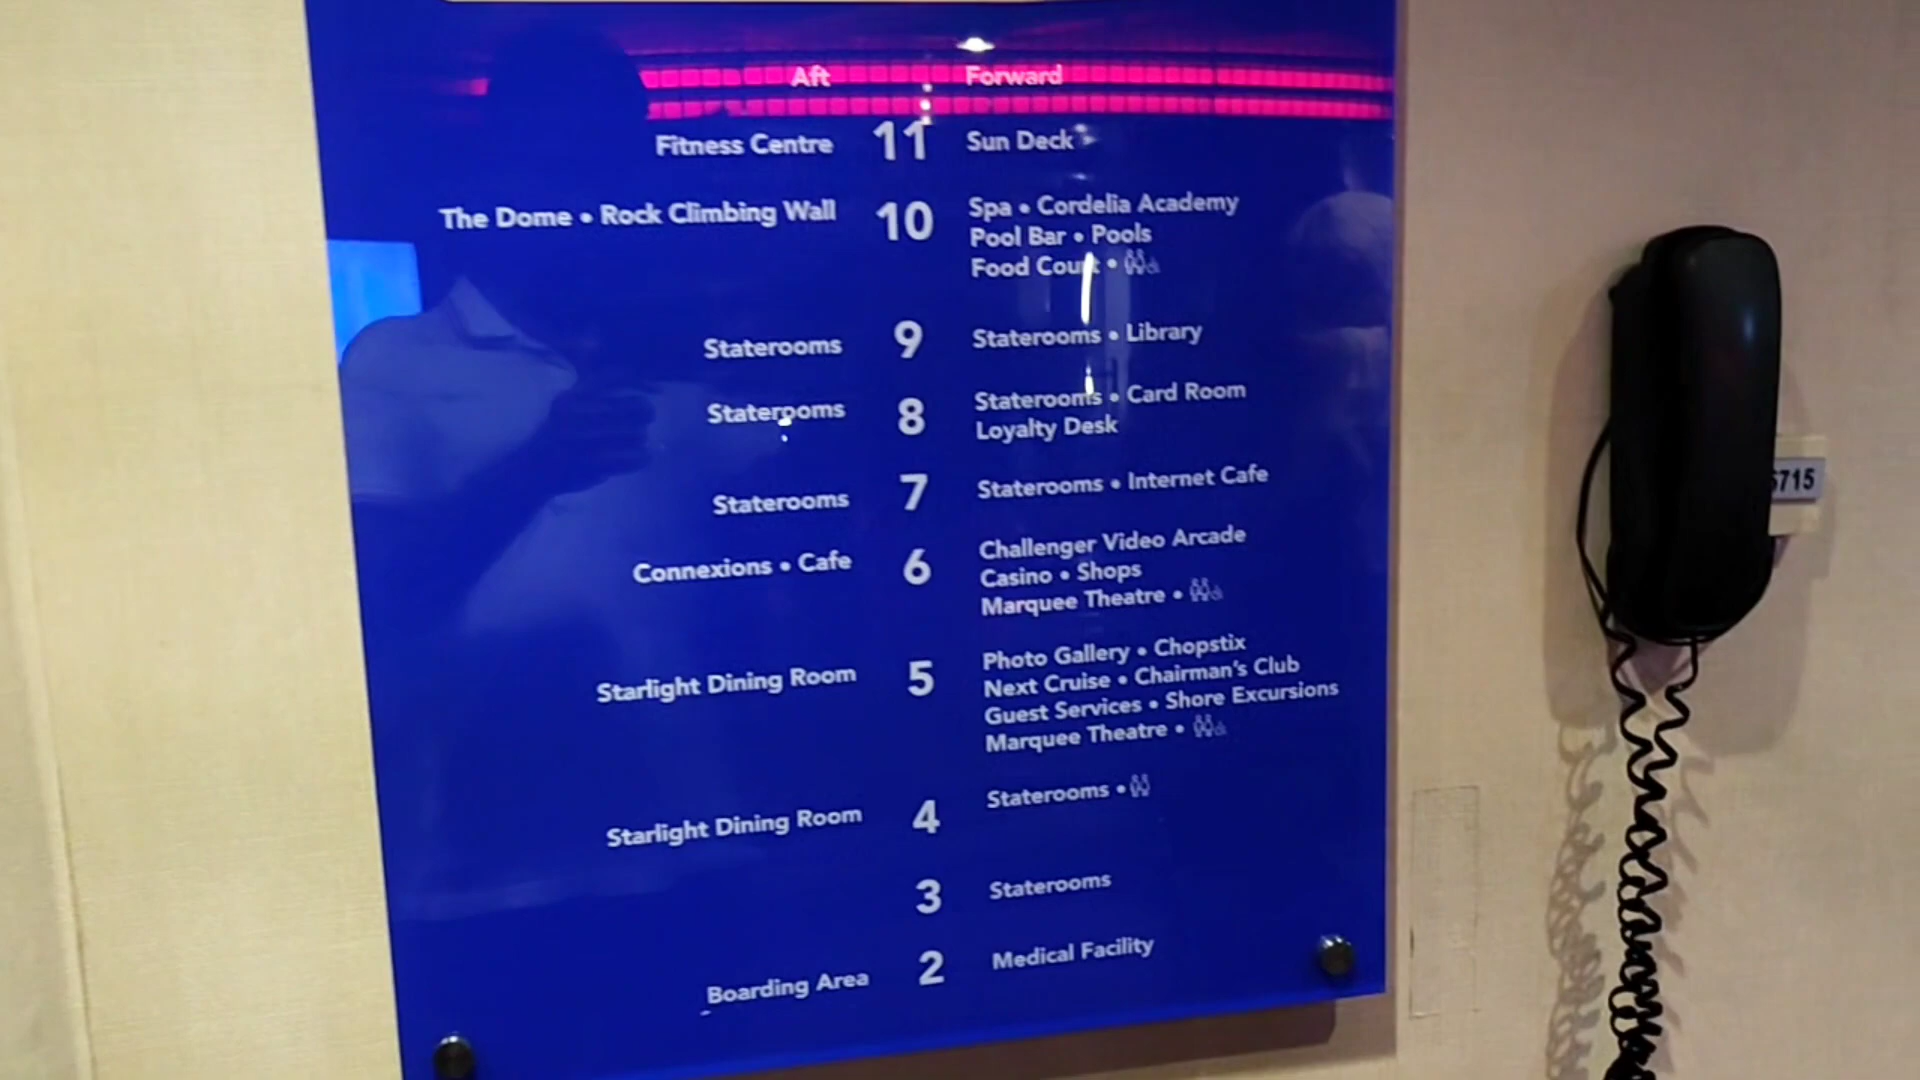 Aft Forward
Fitness Centre 11 Sun Deck
The Dome • Rock Climbing Wall 10 Spa • Cordelia Academy
Pool Bar • Pools
Food Court •
Staterooms 9 Staterooms • Library
Staterooms 8 Staterooms • Card Room
Loyalty Desk
Staterooms 7 Staterooms • Internet Cafe
Connexions • Cafe 6 Challenger Video Arcade
Casino • Shops
Marquee Theatre •
Starlight Dining Room 5 Photo Gallery • Chopstix
Next Cruise • Chairman's Club
Guest Services • Shore Excursions
Marquee Theatre •
Starlight Dining Room 4 Staterooms •
3 Staterooms
Boarding Area 2 Medical Facility